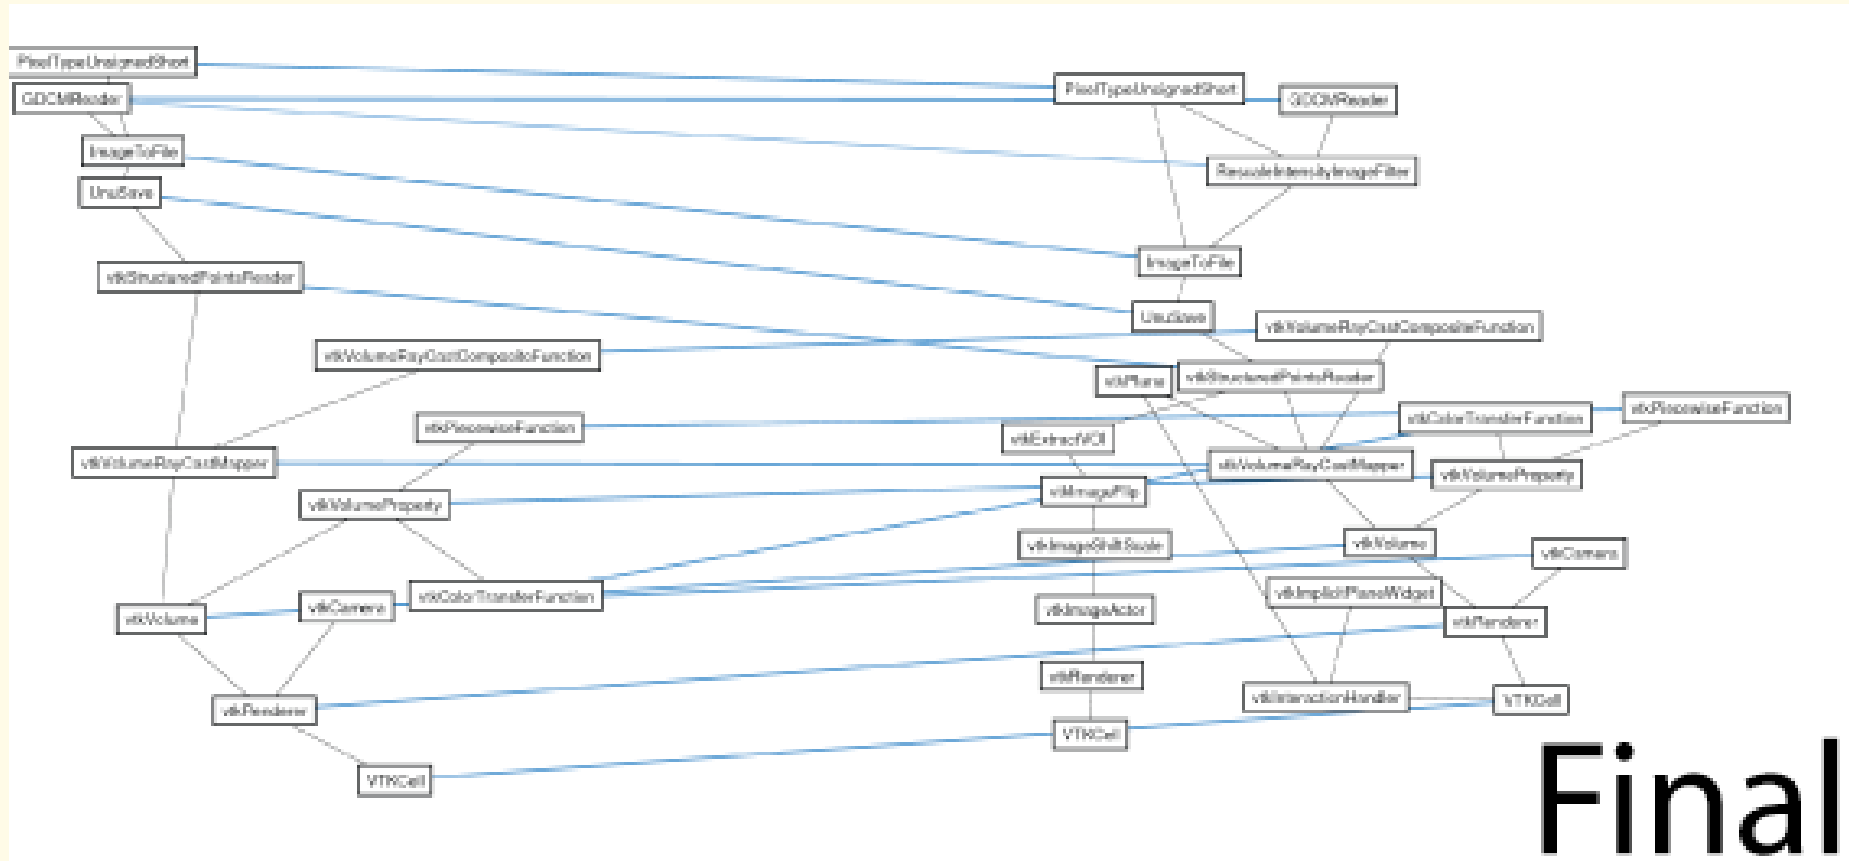 PixelTypeUnsignedShort
PixelTypeUnsignedShort
GDCMReader
GDCMReader
ImageToFile
RescaleIntensityImageFilter
UnuSave
ImageToFile
vtkStructuredPointsReader
UnuSave
vtkVolumeRayCastCompositeFunction
vtkVolumeRayCastCompositeFunction
vtkPlane
vtkStructuredPointsReader
vtkPiecewiseFunction
vtkColorTransferFunction
vtkPiecewiseFunction
vtkExtractVOI
vtkVolumeRayCastMapper
vtkVolumeRayCastMapper
vtkVolumeProperty
vtkVolumeProperty
vtkImageFlip
vtkImageShiftScale
vtkVolume
vtkCamera
vtkColorTransferFunction
vtkImplicitPlaneWidget
vtkVolume
vtkCamera
vtkImageActor
vtkRenderer
vtkRenderer
vtkInteractionHandler
VTKCell
vtkRenderer
VTKCell
VTKCell
Final